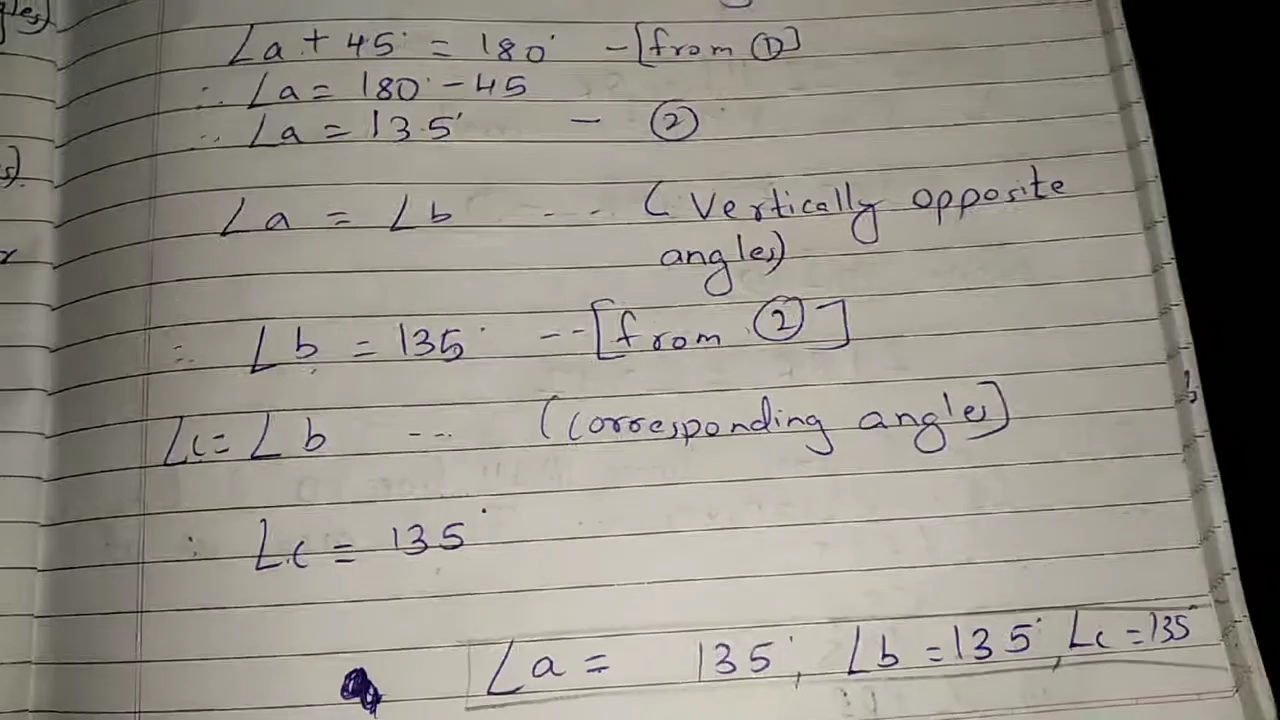 gles)
∠a + 45° = 180° - [from ①]
∴ ∠a = 180° - 45
∴ ∠a = 135° - ②
s).
∠a = ∠b --- (Vertically opposite
angles)
∴ ∠b = 135° --- [from ②]
∠c = ∠b --- (corresponding angles)
∴ ∠c = 135°
∠a = 135°, ∠b = 135°, ∠c = 135°